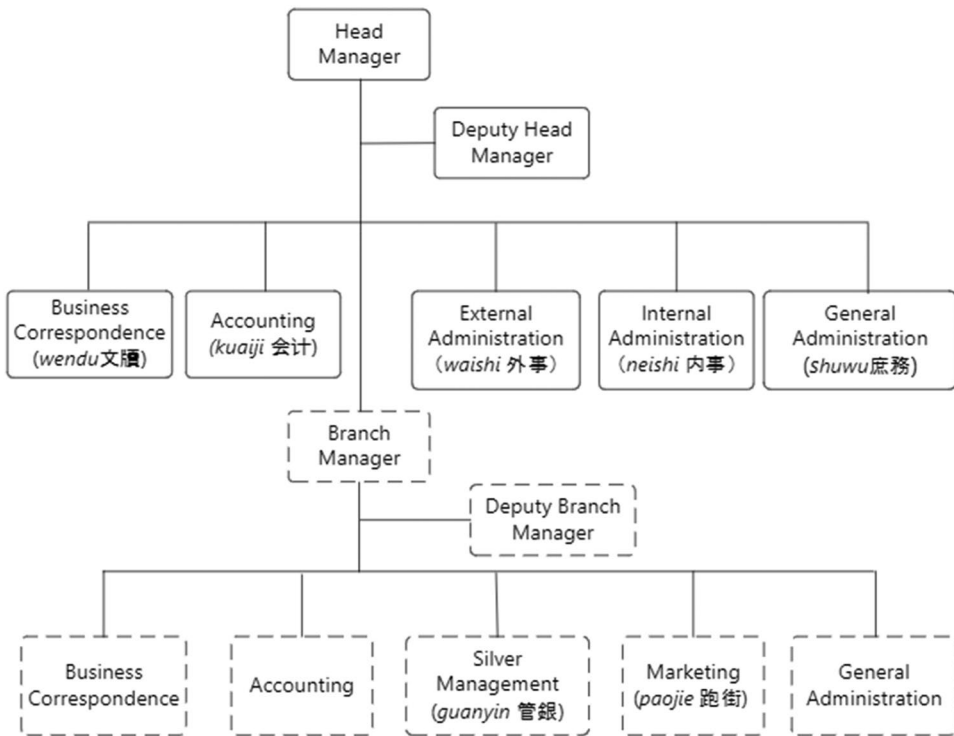 Head
Manager
Deputy Head
Manager
Business
Correspondence
(wendu文牘)
Accounting
(kuaiji 会计)
External
Administration
(waishi 外事)
Internal
Administration
(neishi 内事)
General
Administration
(shuwu庶務)
Branch
Manager
Deputy Branch
Manager
Business
Correspondence
Accounting
Silver
Management
(guanyin 管銀)
Marketing
(paojie 跑街)
General
Administration